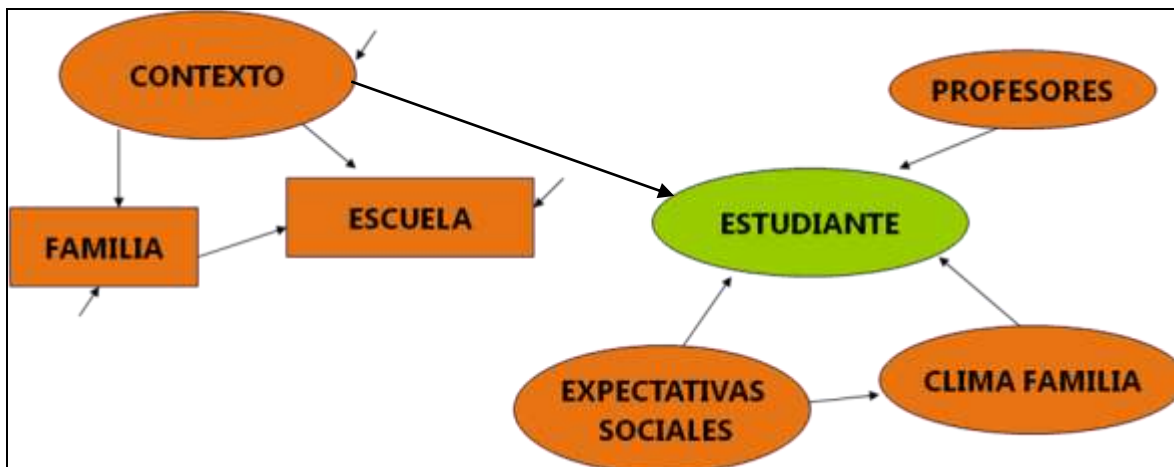 CONTEXTO
PROFESORES
ESCUELA
FAMILIA
ESTUDIANTE
EXPECTATIVAS
SOCIALES
CLIMA FAMILIA